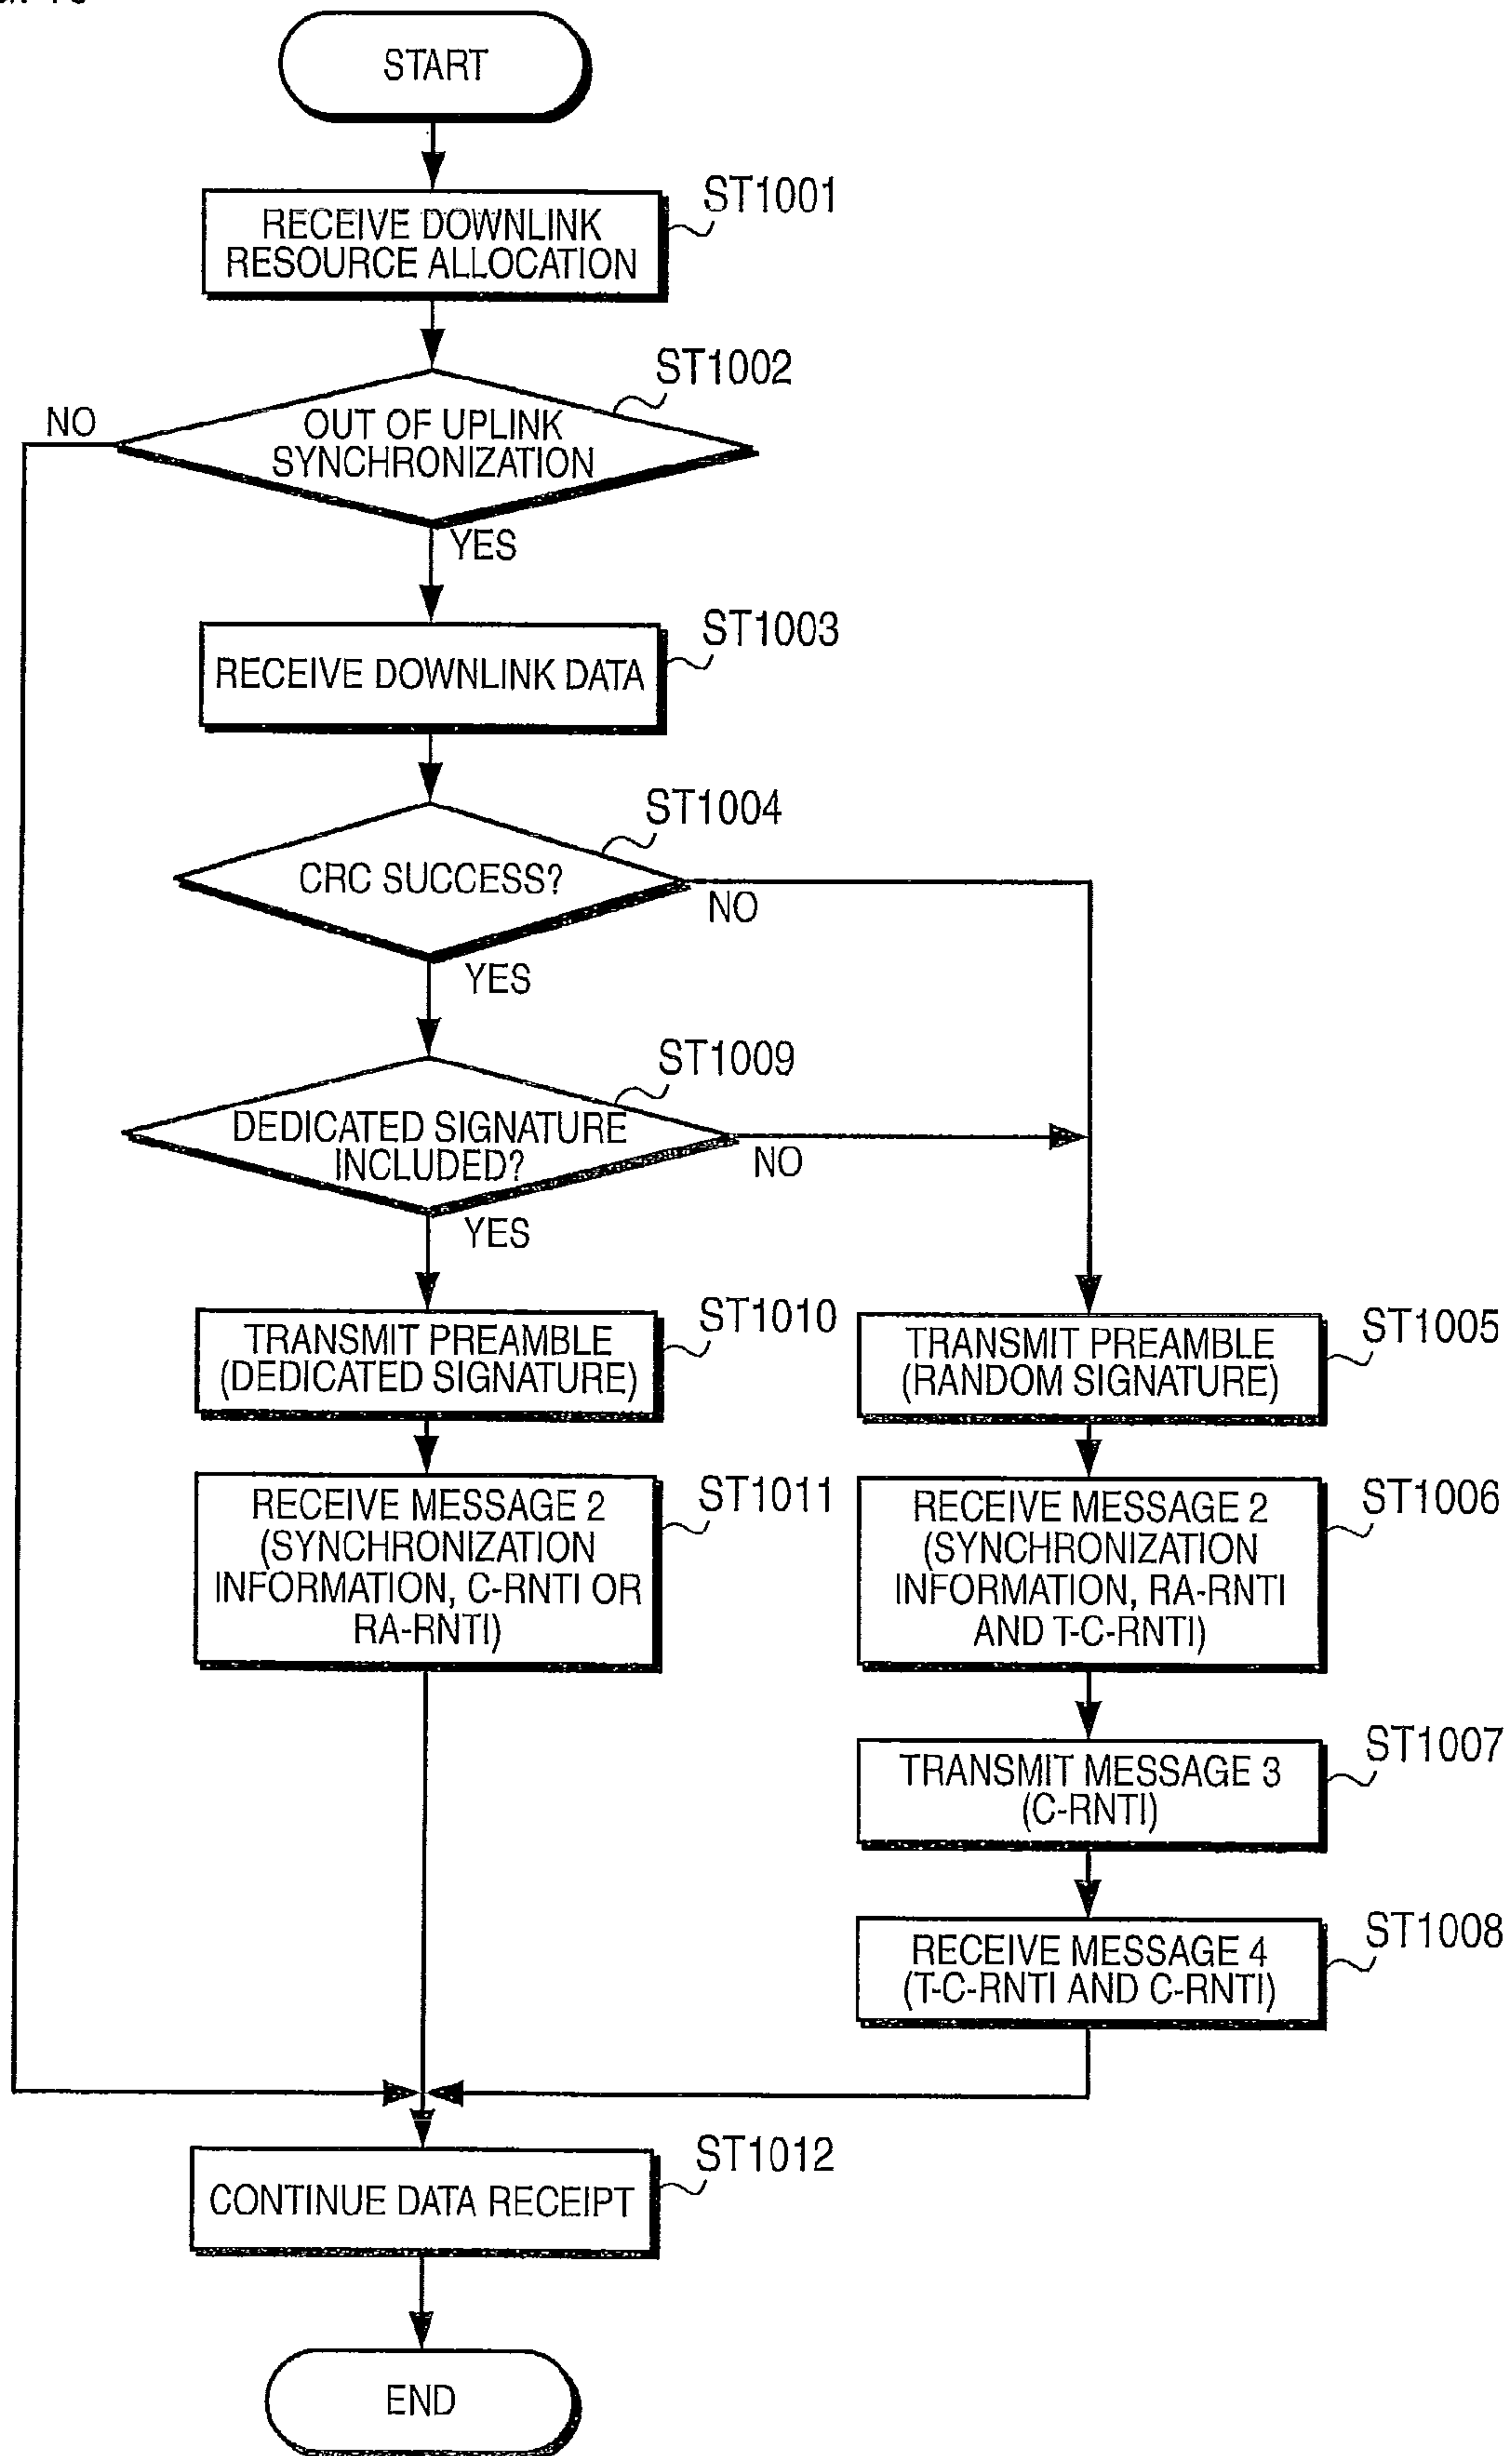 START
ST1001
RECEIVE DOWNLINK
RESOURCE ALLOCATION
ST1002
NO
OUT OF UPLINK
SYNCHRONIZATION
YES
ST1003
RECEIVE DOWNLINK DATA
ST1004
CRC SUCCESS?
NO
YES
ST1009
DEDICATED SIGNATURE
INCLUDED?
NO
YES
ST1010
TRANSMIT PREAMBLE
(DEDICATED SIGNATURE)
ST1005
TRANSMIT PREAMBLE
(RANDOM SIGNATURE)
ST1011
RECEIVE MESSAGE 2
(SYNCHRONIZATION
INFORMATION, C-RNTI OR
RA-RNTI)
ST1006
RECEIVE MESSAGE 2
(SYNCHRONIZATION
INFORMATION, RA-RNTI
AND T-C-RNTI)
ST1007
TRANSMIT MESSAGE 3
(C-RNTI)
ST1008
RECEIVE MESSAGE 4
(T-C-RNTI AND C-RNTI)
ST1012
CONTINUE DATA RECEIPT
END